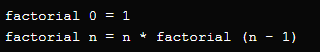 factorial 0 = 1
factorial n = n * factorial (n - 1)